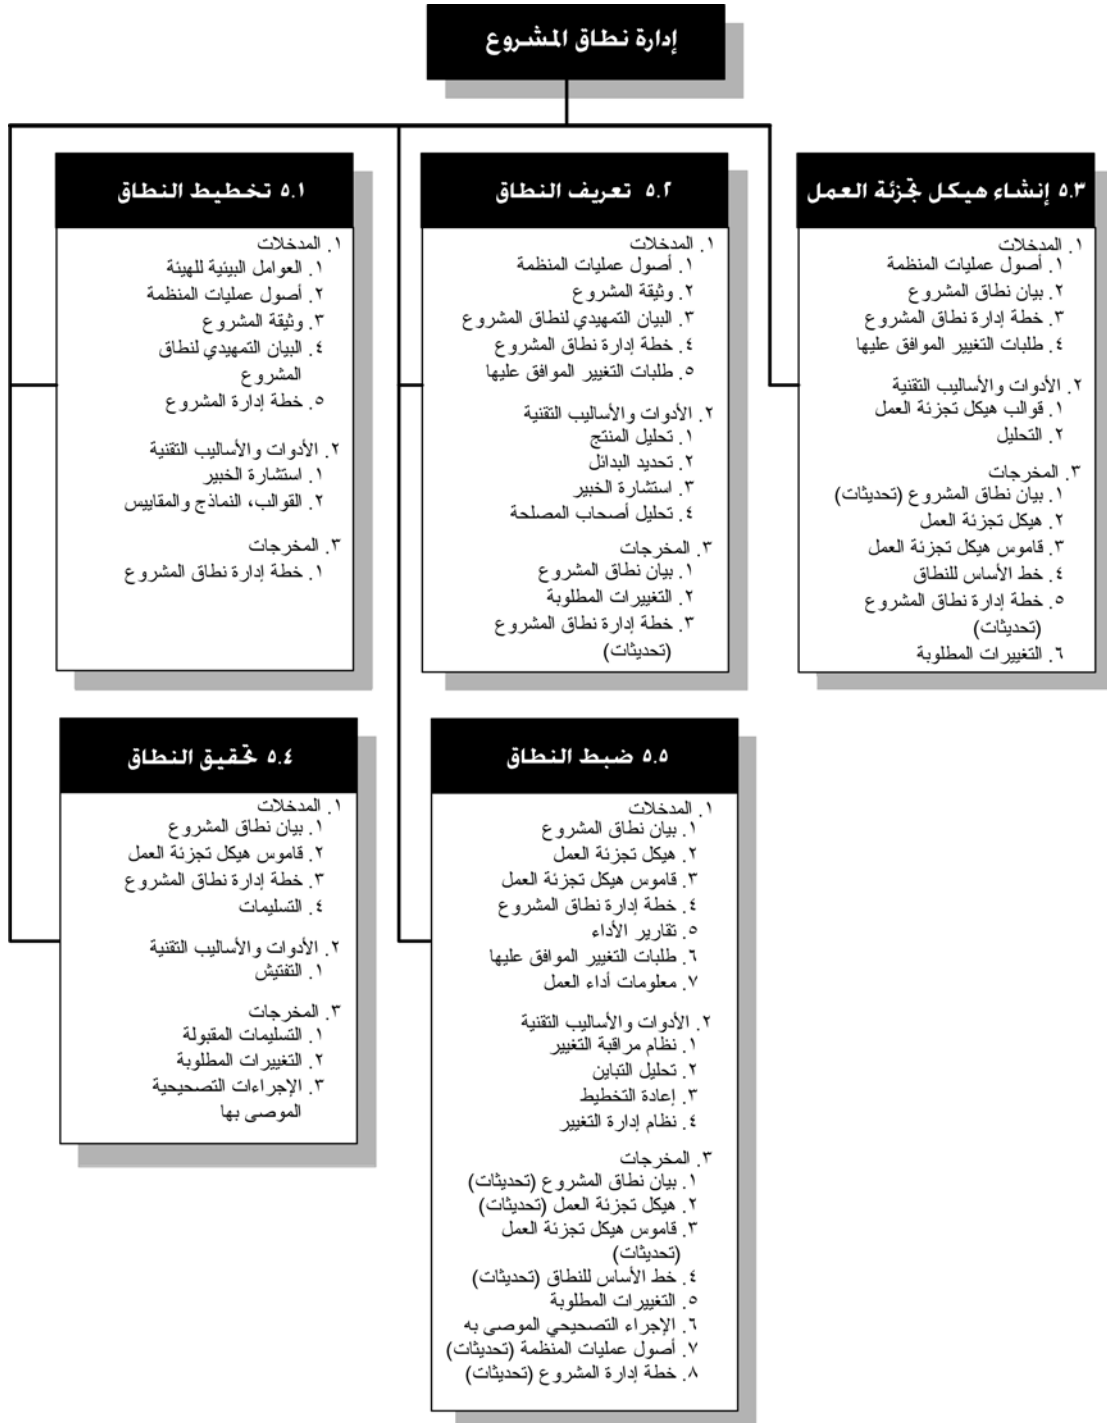 إدارة نطاق المشروع
٥.١ تخطيط النطاق
١. المدخلات
١. العوامل البيئية للهيئة
٢. أصول عمليات المنظمة
٣. وثيقة المشروع
٤. البيان التمهيدي لنطاق
المشروع
٥. خطة إدارة المشروع
٢. الأدوات والأساليب التقنية
١. استشارة الخبير
٢. القوالب، النماذج والمقاييس
٣. المخرجات
١. خطة إدارة نطاق المشروع
٥.٢ تعريف النطاق
١. المدخلات
١. أصول عمليات المنظمة
٢. وثيقة المشروع
٣. البيان التمهيدي لنطاق المشروع
٤. خطة إدارة نطاق المشروع
٥. طلبات التغيير الموافق عليها
٢. الأدوات والأساليب التقنية
١. تحليل المنتج
٢. تحديد البدائل
٣. استشارة الخبير
٤. تحليل أصحاب المصلحة
٣. المخرجات
١. بيان نطاق المشروع
٢. التغييرات المطلوبة
٣. خطة إدارة نطاق المشروع
(تحديثات)
٥.٣ إنشاء هيكل تجزئة العمل
١. المدخلات
١. أصول عمليات المنظمة
٢. بيان نطاق المشروع
٣. خطة إدارة نطاق المشروع
٤. طلبات التغيير الموافق عليها
٢. الأدوات والأساليب التقنية
١. قوالب هيكل تجزئة العمل
٢. التحليل
٣. المخرجات
١. بيان نطاق المشروع (تحديثات)
٢. هيكل تجزئة العمل
٣. قاموس هيكل تجزئة العمل
٤. خط الأساس للنطاق
٥. خطة إدارة نطاق المشروع
(تحديثات)
٦. التغييرات المطلوبة
٥.٤ تحقيق النطاق
١. المدخلات
١. بيان نطاق المشروع
٢. قاموس هيكل تجزئة العمل
٣. خطة إدارة نطاق المشروع
٤. التسليمات
٢. الأدوات والأساليب التقنية
١. التفتيش
٣. المخرجات
١. التسليمات المقبولة
٢. التغييرات المطلوبة
٣. الإجراءات التصحيحية
الموصى بها
٥.٥ ضبط النطاق
١. المدخلات
١. بيان نطاق المشروع
٢. هيكل تجزئة العمل
٣. قاموس هيكل تجزئة العمل
٤. خطة إدارة نطاق المشروع
٥. تقارير الأداء
٦. طلبات التغيير الموافق عليها
٧. معلومات أداء العمل
٢. الأدوات والأساليب التقنية
١. نظام مراقبة التغيير
٢. تحليل التباين
٣. إعادة التخطيط
٤. نظام إدارة التغيير
٣. المخرجات
١. بيان نطاق المشروع (تحديثات)
٢. هيكل تجزئة العمل (تحديثات)
٣. قاموس هيكل تجزئة العمل
(تحديثات)
٤. خط الأساس للنطاق (تحديثات)
٥. التغييرات المطلوبة
٦. الإجراء التصحيحي الموصى به
٧. أصول عمليات المنظمة (تحديثات)
٨. خطة إدارة المشروع (تحديثات)